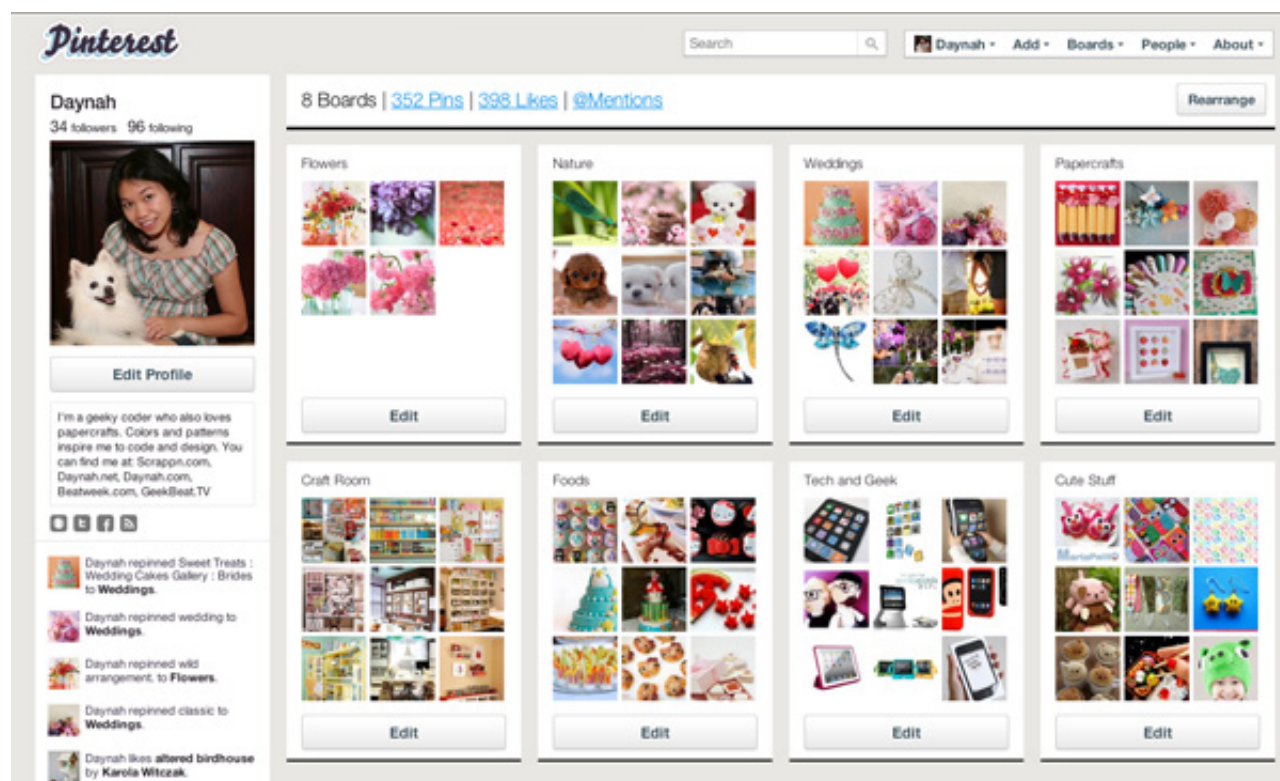 Pinterest
Search
Daynah
Add
Boards
People
About
Daynah
34 followers 96 following
Edit Profile
I'm a geeky coder who also loves
papercrafts. Colors and patterns
inspire me to code and design. You
can find me at: Scrappn.com,
Daynah.net, Daynah.com,
Beatweek.com, GeekBeat.TV
Daynah repinned Sweet Treats :
Wedding Cakes Gallery : Brides
to Weddings.
Daynah repinned wedding to
Weddings.
Daynah repinned wild
arrangement. to Flowers.
Daynah repinned classic to
Weddings.
Daynah likes altered birdhouse
by Karola Witczak.
8 Boards | 352 Pins | 398 Likes | @Mentions
Rearrange
Flowers
Edit
Nature
Edit
Weddings
Edit
Papercrafts
Edit
Craft Room
Edit
Foods
Edit
Tech and Geek
Edit
Cute Stuff
Edit